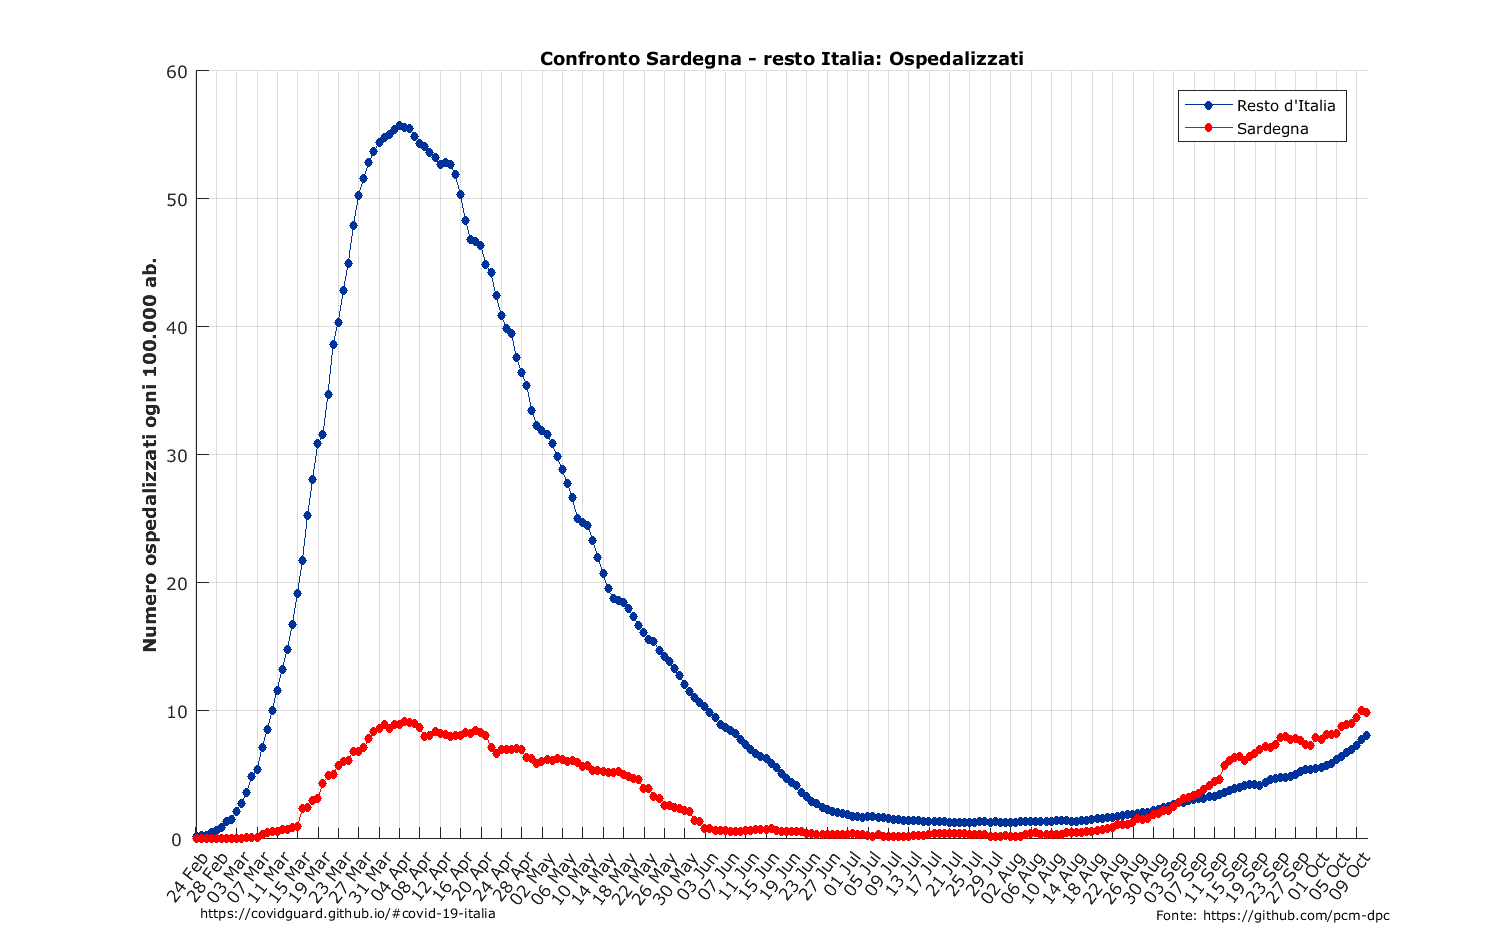 Confronto Sardegna - resto Italia: Ospedalizzati
Numero ospedalizzati ogni 100.000 ab.
60
50
40
30
20
10
0
Resto d'Italia
Sardegna
24 Feb
28 Feb
03 Mar
07 Mar
11 Mar
15 Mar
19 Mar
23 Mar
27 Mar
31 Mar
04 Apr
08 Apr
12 Apr
16 Apr
20 Apr
24 Apr
28 Apr
02 May
06 May
10 May
14 May
18 May
22 May
26 May
30 May
03 Jun
07 Jun
11 Jun
15 Jun
19 Jun
23 Jun
27 Jun
01 Jul
05 Jul
09 Jul
13 Jul
17 Jul
21 Jul
25 Jul
29 Jul
02 Aug
06 Aug
10 Aug
14 Aug
18 Aug
22 Aug
26 Aug
30 Aug
03 Sep
07 Sep
11 Sep
15 Sep
19 Sep
23 Sep
27 Sep
01 Oct
05 Oct
09 Oct
https://covidguard.github.io/#covid-19-italia
Fonte: https://github.com/pcm-dpc